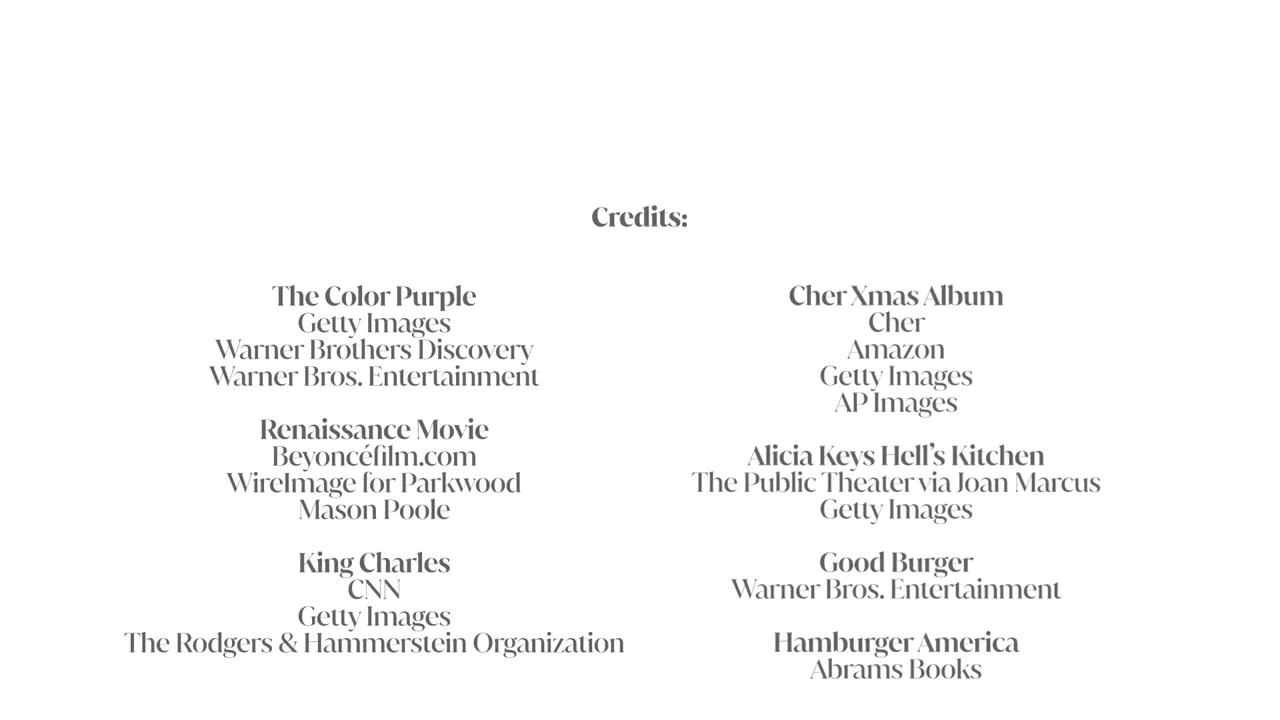 Credits:
The Color Purple
Getty Images
Warner Brothers Discovery
Warner Bros. Entertainment
Renaissance Movie
Beyoncéfilm.com
WireImage for Parkwood
Mason Poole
King Charles
CNN
Getty Images
The Rodgers & Hammerstein Organization
Cher Xmas Album
Cher
Amazon
Getty Images
AP Images
Alicia Keys Hell's Kitchen
The Public Theater via Joan Marcus
Getty Images
Good Burger
Warner Bros. Entertainment
Hamburger America
Abrams Books